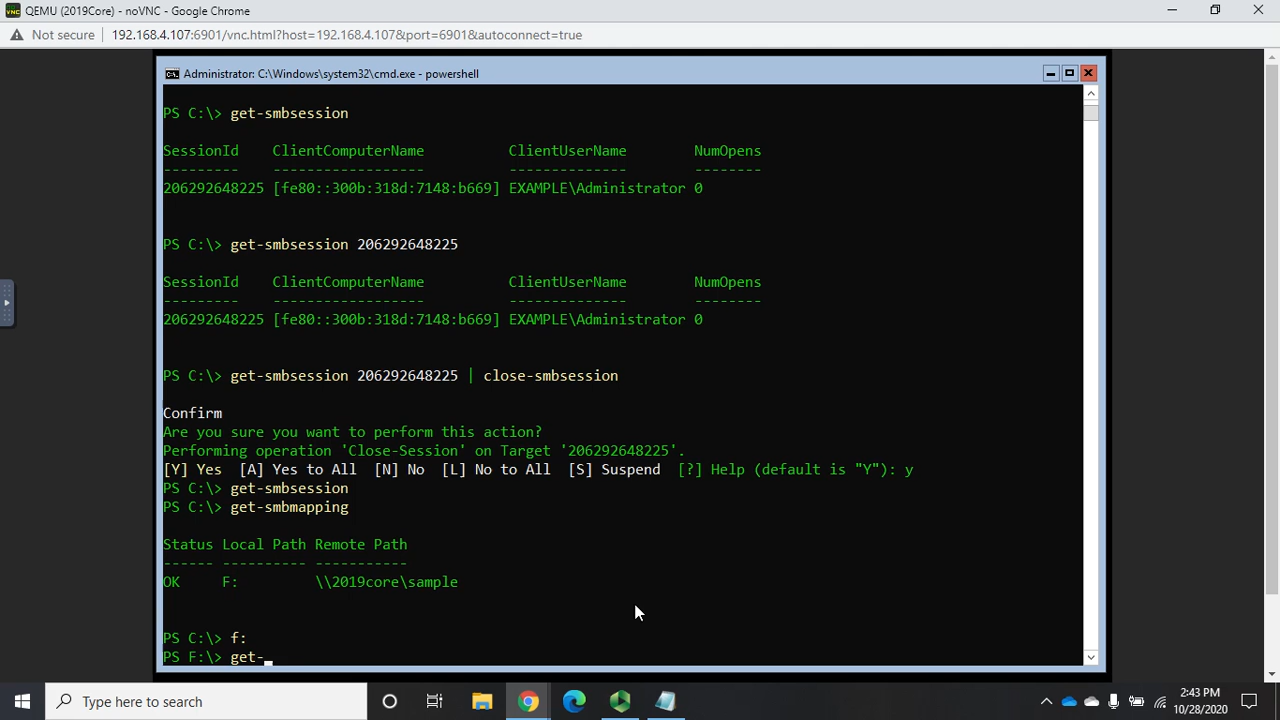 QEMU (2019Core) - noVNC - Google Chrome
Not secure 192.168.4.107:6901/vnc.html?host=192.168.4.107&port=6901&autoconnect=true
Administrator: C:\Windows\system32\cmd.exe - powershell
PS C:\> get-smbsession
SessionId ClientComputerName ClientUserName NumOpens
--------- ------------------ -------------- --------
206292648225 [fe80::300b:318d:7148:b669] EXAMPLE\Administrator 0
PS C:\> get-smbsession 206292648225
SessionId ClientComputerName ClientUserName NumOpens
--------- ------------------ -------------- --------
206292648225 [fe80::300b:318d:7148:b669] EXAMPLE\Administrator 0
PS C:\> get-smbsession 206292648225 | close-smbsession
Confirm
Are you sure you want to perform this action?
Performing operation 'Close-Session' on Target '206292648225'.
[Y] Yes [A] Yes to All [N] No [L] No to All [S] Suspend [?] Help (default is "Y"): y
PS C:\> get-smbsession
PS C:\> get-smbmapping
Status Local Path Remote Path
------ ---------- -----------
OK F: \\2019core\sample
PS C:\> f:
PS F:\> get-_
Type here to search
2:43 PM
10/28/2020